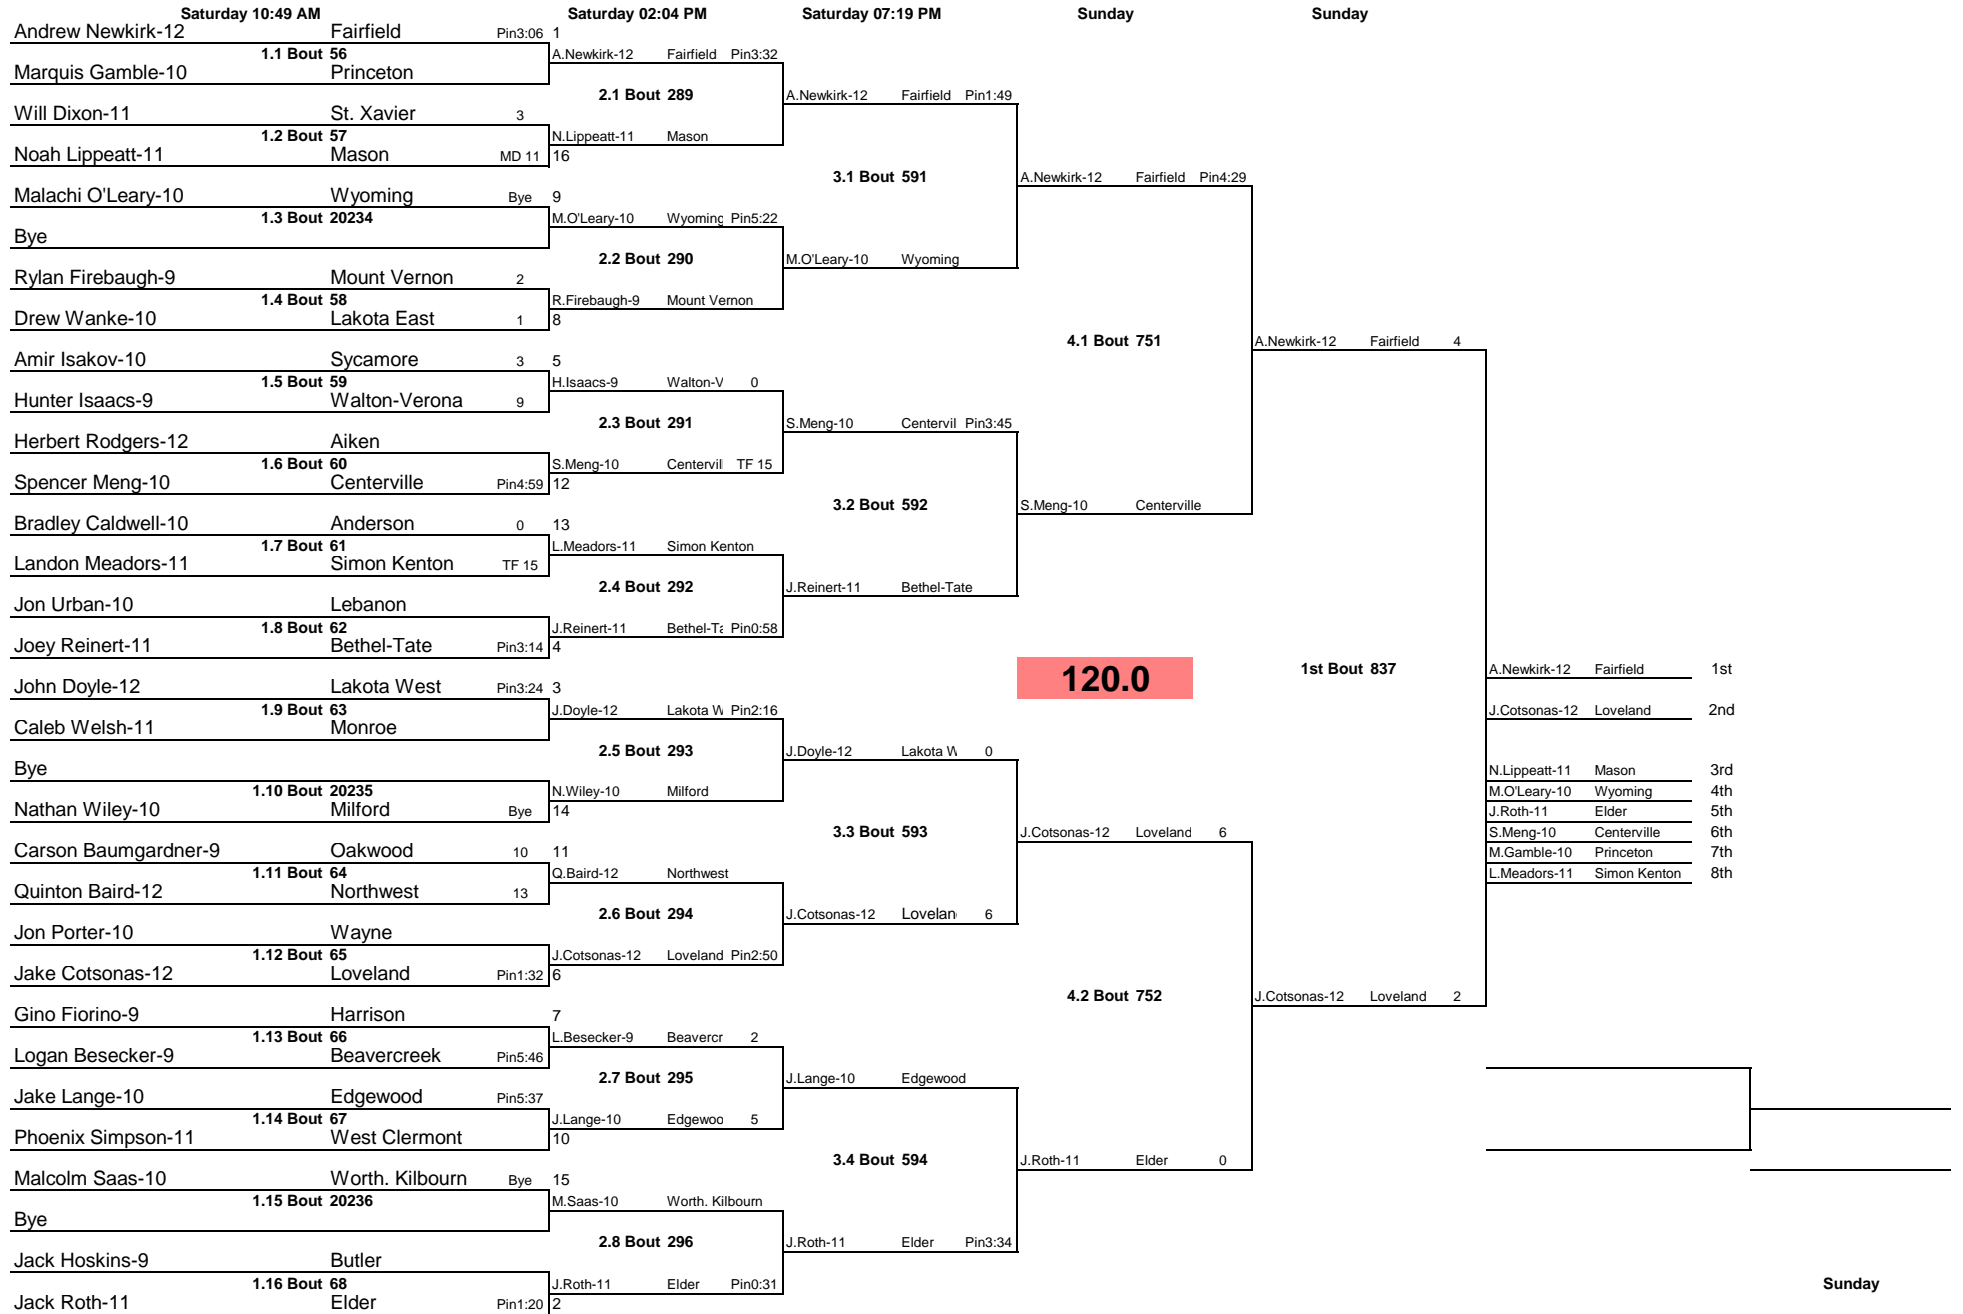 Saturday 10:49 AM Saturday 02:04 PM Saturday 07:19 PM Sunday Sunday
Andrew Newkirk-12 Fairfield Pin3:06 1
1.1 Bout 56 A.Newkirk-12 Fairfield Pin3:32
Marquis Gamble-10 Princeton
2.1 Bout 289 A.Newkirk-12 Fairfield Pin1:49
Will Dixon-11 St. Xavier 3
1.2 Bout 57 N.Lippeatt-11 Mason
Noah Lippeatt-11 Mason MD 11 16
3.1 Bout 591 A.Newkirk-12 Fairfield Pin4:29
Malachi O'Leary-10 Wyoming Bye 9
1.3 Bout 20234 M.O'Leary-10 Wyoming Pin5:22
Bye
2.2 Bout 290 M.O'Leary-10 Wyoming
Rylan Firebaugh-9 Mount Vernon 2
1.4 Bout 58 R.Firebaugh-9 Mount Vernon
Drew Wanke-10 Lakota East 1 8
4.1 Bout 751 A.Newkirk-12 Fairfield 4
Amir Isakov-10 Sycamore 3 5
1.5 Bout 59 H.Isaacs-9 Walton-V 0
Hunter Isaacs-9 Walton-Verona 9
2.3 Bout 291 S.Meng-10 Centervil Pin3:45
Herbert Rodgers-12 Aiken
1.6 Bout 60 S.Meng-10 Centervil TF 15
Spencer Meng-10 Centerville Pin4:59 12
3.2 Bout 592 S.Meng-10 Centerville
Bradley Caldwell-10 Anderson 0 13
1.7 Bout 61 L.Meadors-11 Simon Kenton
Landon Meadors-11 Simon Kenton TF 15
2.4 Bout 292 J.Reinert-11 Bethel-Tate
Jon Urban-10 Lebanon
1.8 Bout 62 J.Reinert-11 Bethel-Ta Pin0:58
Joey Reinert-11 Bethel-Tate Pin3:14 4
120.0 1st Bout 837 A.Newkirk-12 Fairfield 1st
John Doyle-12 Lakota West Pin3:24 3
1.9 Bout 63 J.Doyle-12 Lakota W Pin2:16 J.Cotsonas-12 Loveland 2nd
Caleb Welsh-11 Monroe
2.5 Bout 293 J.Doyle-12 Lakota W 0
Bye N.Lippeatt-11 Mason 3rd
1.10 Bout 20235 N.Wiley-10 Milford M.O'Leary-10 Wyoming 4th
Nathan Wiley-10 Milford Bye 14 J.Roth-11 Elder 5th
3.3 Bout 593 J.Cotsonas-12 Loveland 6 S.Meng-10 Centerville 6th
Carson Baumgardner-9 Oakwood 10 11 M.Gamble-10 Princeton 7th
1.11 Bout 64 Q.Baird-12 Northwest L.Meadors-11 Simon Kenton 8th
Quinton Baird-12 Northwest 13
2.6 Bout 294 J.Cotsonas-12 Lovelan 6
Jon Porter-10 Wayne
1.12 Bout 65 J.Cotsonas-12 Loveland Pin2:50
Jake Cotsonas-12 Loveland Pin1:32 6
4.2 Bout 752 J.Cotsonas-12 Loveland 2
Gino Fiorino-9 Harrison 7
1.13 Bout 66 L.Besecker-9 Beavercr 2
Logan Besecker-9 Beavercreek Pin5:46
2.7 Bout 295 J.Lange-10 Edgewood
Jake Lange-10 Edgewood Pin5:37
1.14 Bout 67 J.Lange-10 Edgewoo 5
Phoenix Simpson-11 West Clermont 10
3.4 Bout 594 J.Roth-11 Elder 0
Malcolm Saas-10 Worth. Kilbourn Bye 15
1.15 Bout 20236 M.Saas-10 Worth. Kilbourn
Bye
2.8 Bout 296 J.Roth-11 Elder Pin3:34
Jack Hoskins-9 Butler
1.16 Bout 68 J.Roth-11 Elder Pin0:31 Sunday
Jack Roth-11 Elder Pin1:20 2